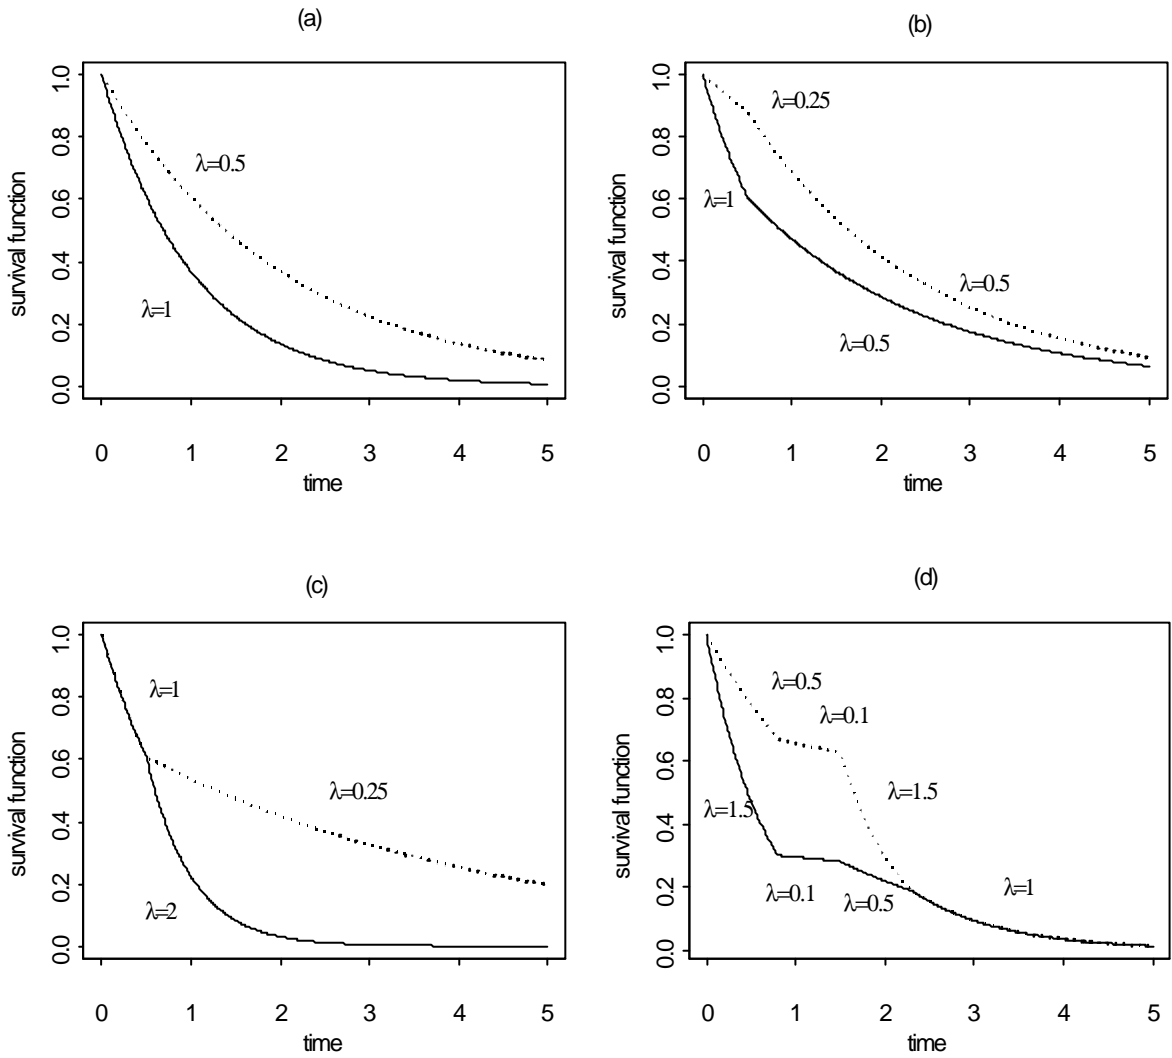 (a)
survival function
1.0
0.8
0.6
0.4
0.2
0.0
λ=0.5
λ=1
0 1 2 3 4 5
time
(b)
survival function
1.0
0.8
0.6
0.4
0.2
0.0
λ=0.25
λ=1
λ=0.5
λ=0.5
0 1 2 3 4 5
time
(c)
survival function
1.0
0.8
0.6
0.4
0.2
0.0
λ=1
λ=0.25
λ=2
0 1 2 3 4 5
time
(d)
survival function
1.0
0.8
0.6
0.4
0.2
0.0
λ=0.5
λ=0.1
λ=1.5
λ=1.5
λ=0.1
λ=0.5
λ=1
0 1 2 3 4 5
time